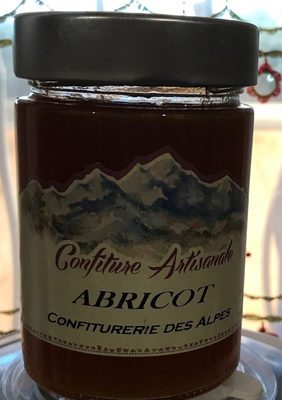 Confiture Artisanale
ABRICOT
CONFITURERIE DES ALPES